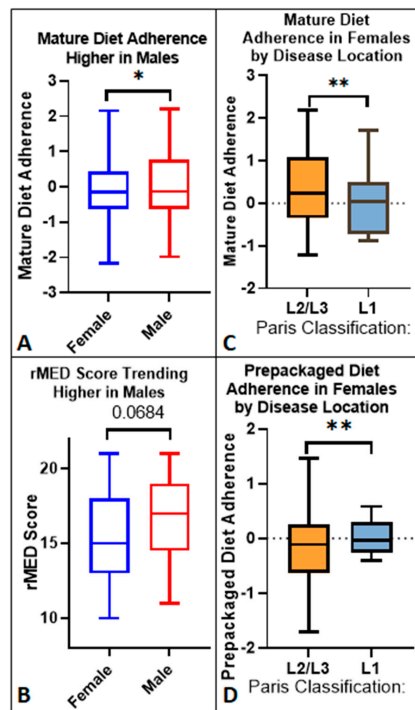 Mature Diet Adherence
Higher in Males
*
Mature Diet Adherence
3
2
1
0
-1
-2
-3
Female
Male
A
Mature Diet
Adherence in Females
by Disease Location
**
Mature Diet Adherence
3
2
1
0
-1
-2
L2/L3
L1
Paris Classification:
C
rMED Score Trending
Higher in Males
0.0684
rMED Score
20
15
10
Female
Male
B
Prepackaged Diet
Adherence in Females
by Disease Location
**
Prepackaged Diet Adherence
2
1
0
-1
-2
L2/L3
L1
Paris Classification:
D